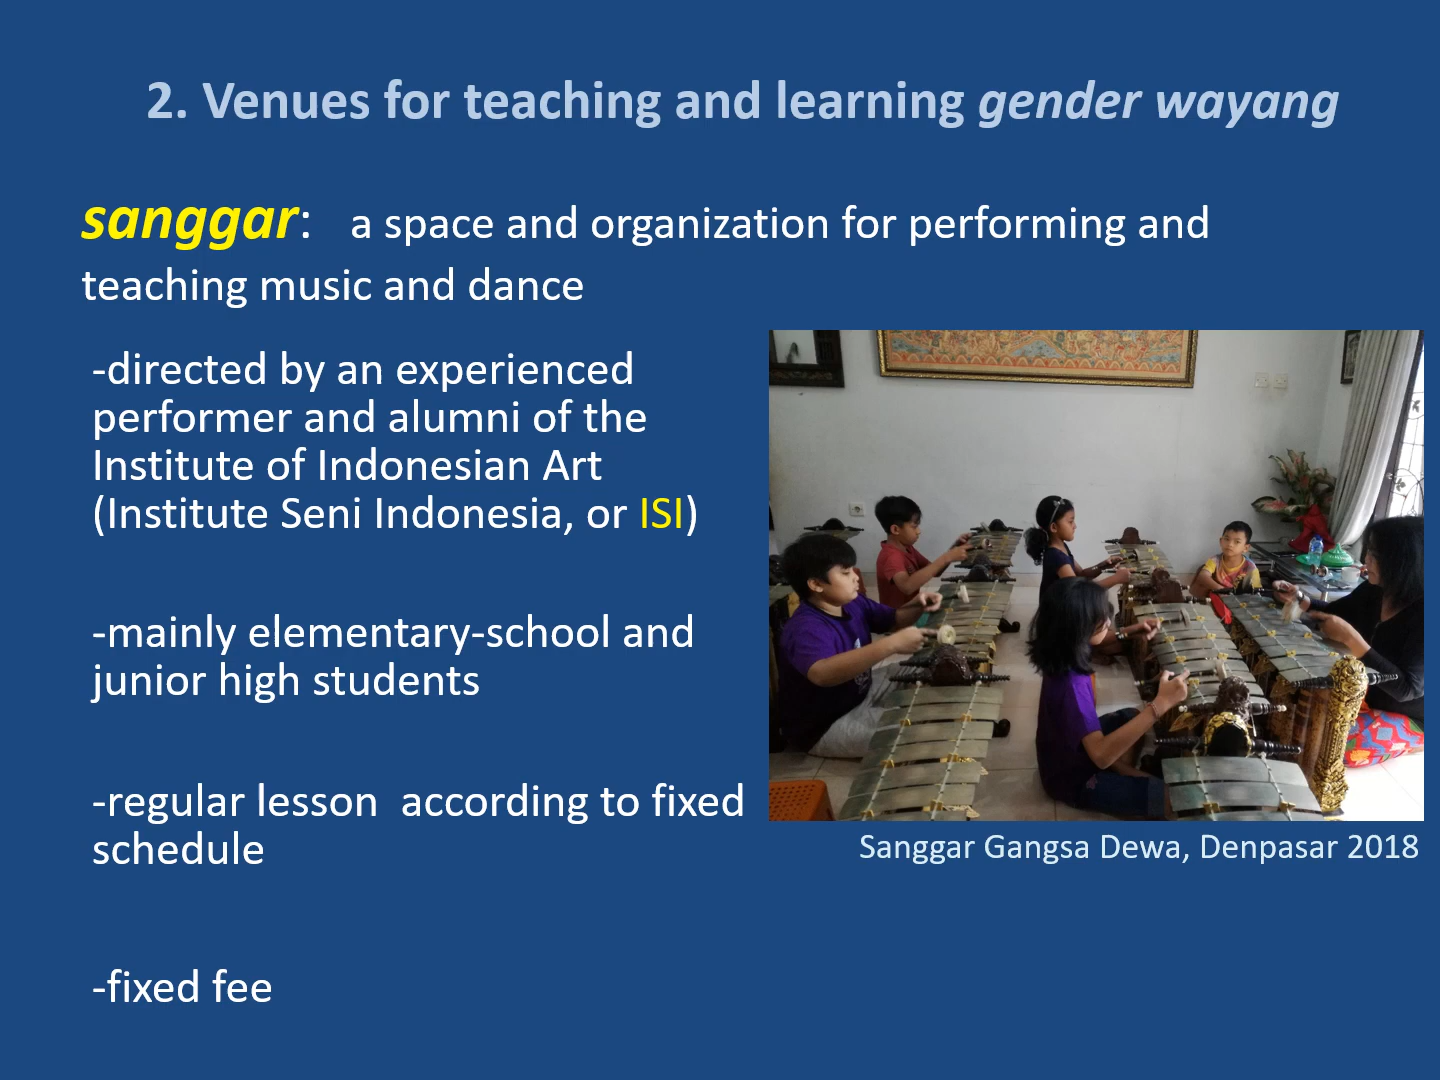 2. Venues for teaching and learning gender wayang
sanggar: a space and organization for performing and
teaching music and dance
-directed by an experienced
performer and alumni of the
Institute of Indonesian Art
(Institute Seni Indonesia, or ISI)
-mainly elementary-school and
junior high students
-regular lesson  according to fixed
schedule
-fixed fee
Sanggar Gangsa Dewa, Denpasar 2018